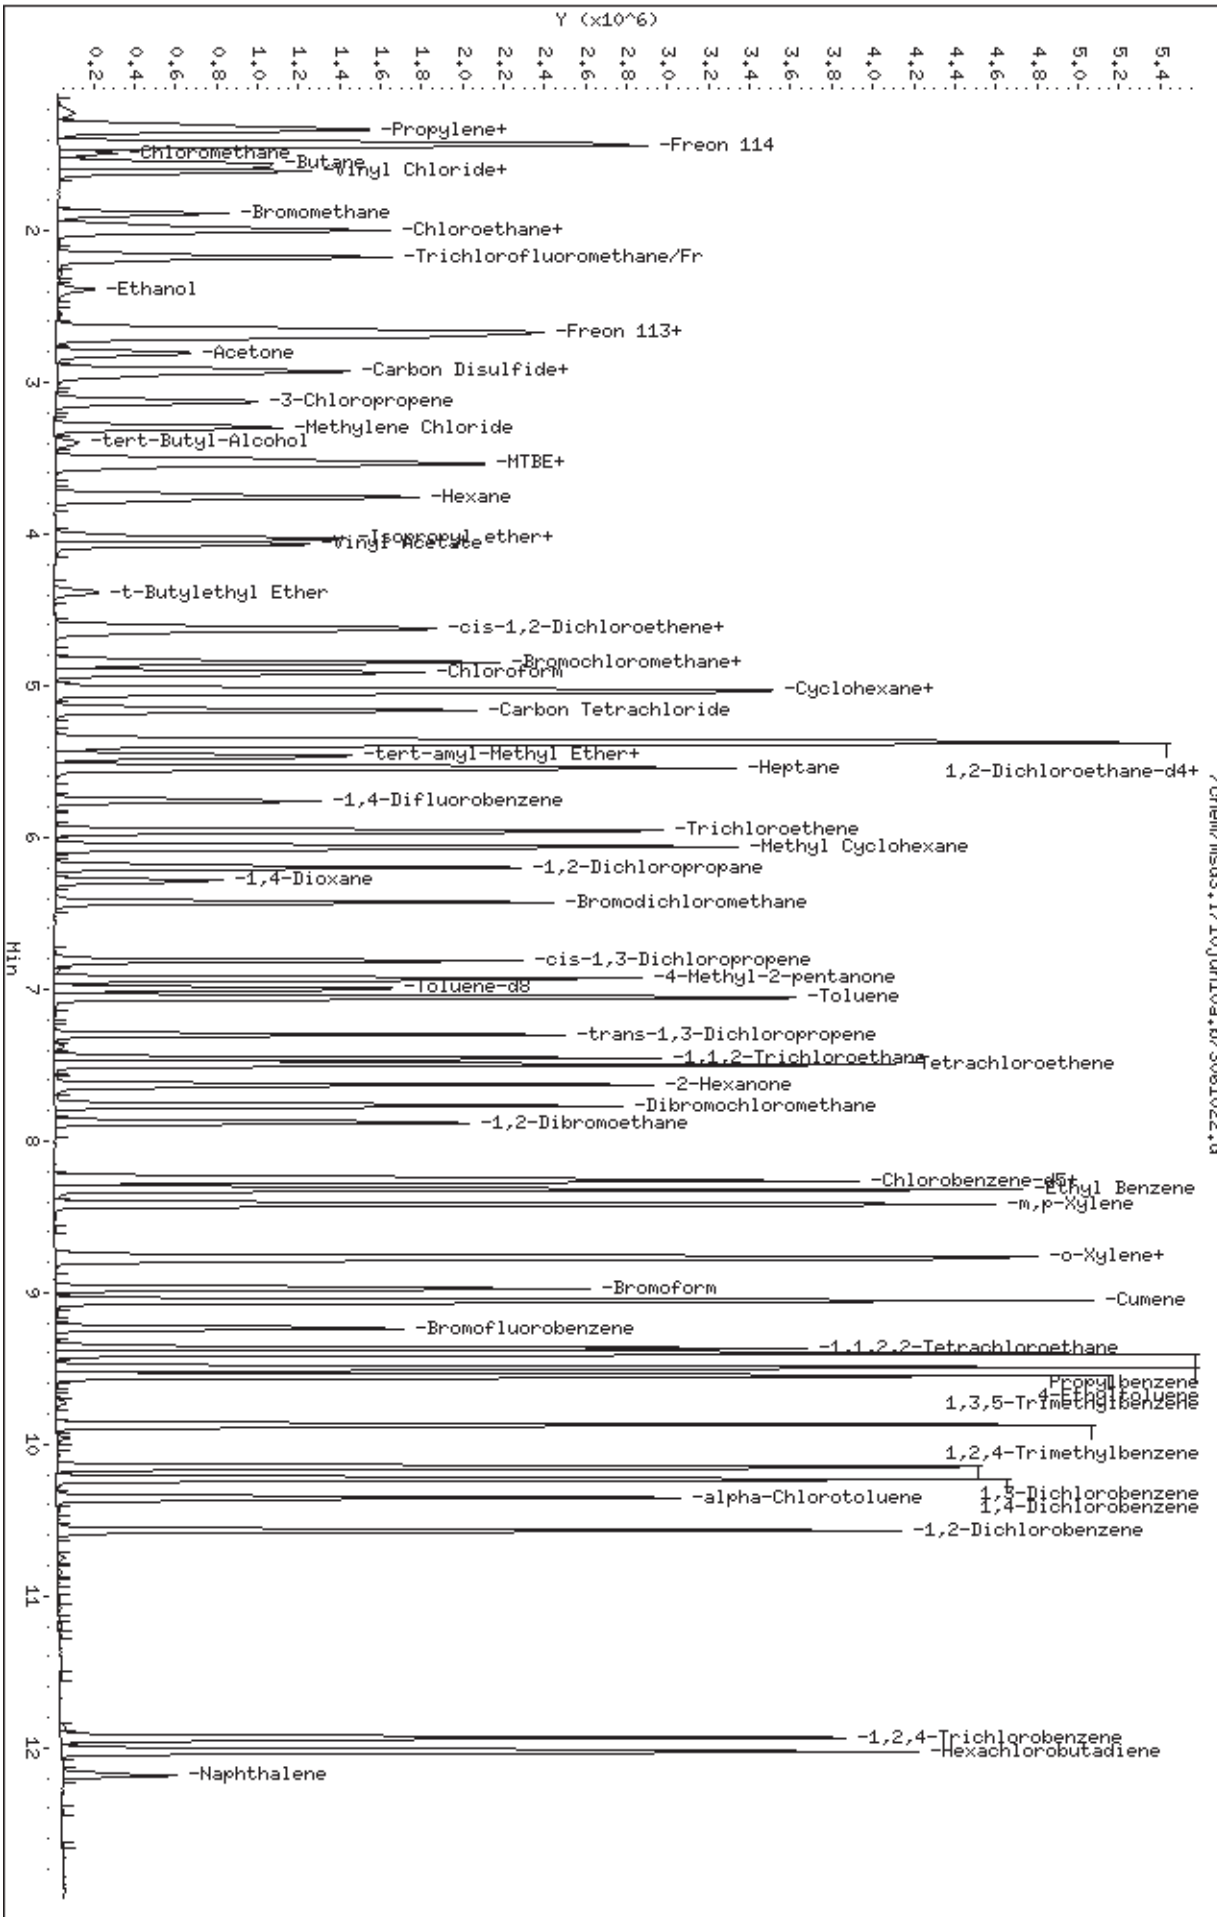 Y (x10^6)
0.2
0.4
0.6
0.8
1.0
1.2
1.4
1.6
1.8
2.0
2.2
2.4
2.6
2.8
3.0
3.2
3.4
3.6
3.8
4.0
4.2
4.4
4.6
4.8
5.0
5.2
5.4
-Propylene+
-Freon 114
-Chloromethane
-Butane
-Vinyl Chloride+
-Bromomethane
2
-Chloroethane+
-Trichlorofluoromethane/Fr
-Ethanol
-Freon 113+
-Acetone
-Carbon Disulfide+
3
-3-Chloropropene
-Methylene Chloride
-tert-Butyl-Alcohol
-MTBE+
-Hexane
4
-Isopropyl ether+
-Vinyl Acetate
-t-Butylethyl Ether
-cis-1,2-Dichloroethene+
-Bromochloromethane+
-Chloroform
5
-Cyclohexane+
-Carbon Tetrachloride
-tert-amyl-Methyl Ether+
-Heptane
1,2-Dichloroethane-d4+
-1,4-Difluorobenzene
-Trichloroethene
6
-Methyl Cyclohexane
-1,2-Dichloropropane
-1,4-Dioxane
-Bromodichloromethane
Min
-cis-1,3-Dichloropropene
-4-Methyl-2-pentanone
-Toluene-d8
7
-Toluene
-trans-1,3-Dichloropropene
-1,1,2-Trichloroethane
-Tetrachloroethene
-2-Hexanone
-Dibromochloromethane
-1,2-Dibromoethane
8
-Chlorobenzene-d5+
-Ethyl Benzene
-m,p-Xylene
-o-Xylene+
-Bromoform
9
-Cumene
-Bromofluorobenzene
-1,1,2,2-Tetrachloroethane
Propylbenzene
4-Ethyltoluene
1,3,5-Trimethylbenzene
10
1,2,4-Trimethylbenzene
1,3-Dichlorobenzene
-alpha-Chlorotoluene
1,4-Dichlorobenzene
-1,2-Dichlorobenzene
11
-1,2,4-Trichlorobenzene
12
-Hexachlorobutadiene
-Naphthalene